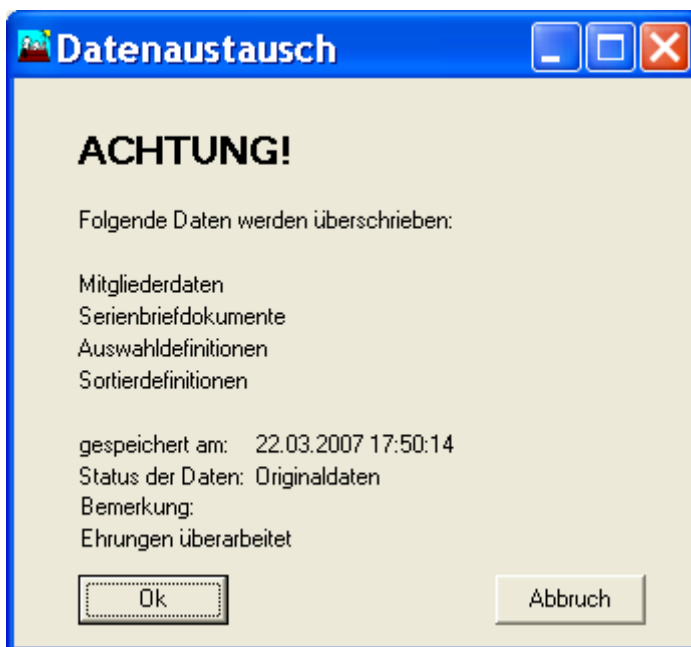 Datenaustausch
ACHTUNG!
Folgende Daten werden überschrieben:
Mitgliederdaten
Serienbriefdokumente
Auswahldefinitionen
Sortierdefinitionen
gespeichert am: 22.03.2007 17:50:14
Status der Daten: Originaldaten
Bemerkung:
Ehrungen überarbeitet
Ok Abbruch